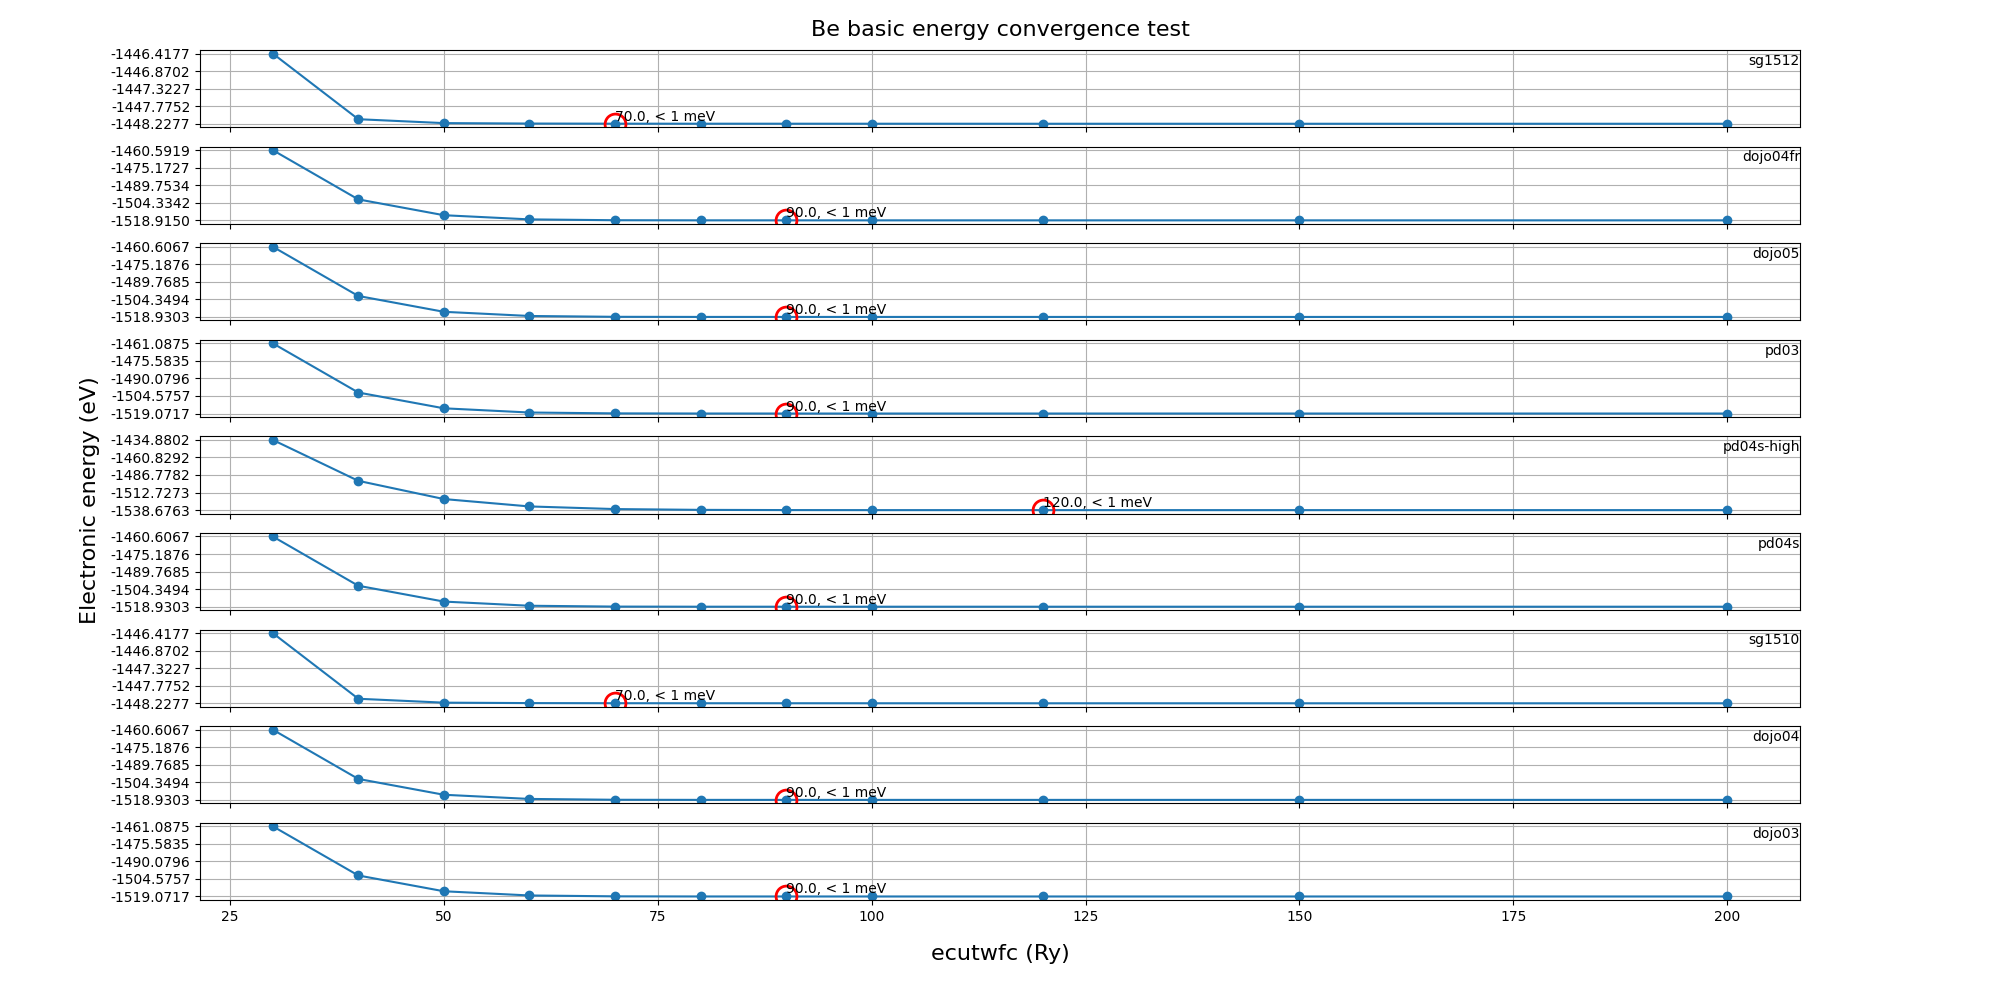 Be basic energy convergence test
Electronic energy (eV)
-1446.4177
-1446.8702
-1447.3227
-1447.7752
-1448.2277
sg1512
70.0, < 1 meV
-1460.5919
-1475.1727
-1489.7534
-1504.3342
-1518.9150
dojo04fr
90.0, < 1 meV
-1460.6067
-1475.1876
-1489.7685
-1504.3494
-1518.9303
dojo05
90.0, < 1 meV
-1461.0875
-1475.5835
-1490.0796
-1504.5757
-1519.0717
pd03
90.0, < 1 meV
-1434.8802
-1460.8292
-1486.7782
-1512.7273
-1538.6763
pd04s-high
120.0, < 1 meV
-1460.6067
-1475.1876
-1489.7685
-1504.3494
-1518.9303
pd04s
90.0, < 1 meV
-1446.4177
-1446.8702
-1447.3227
-1447.7752
-1448.2277
sg1510
70.0, < 1 meV
-1460.6067
-1475.1876
-1489.7685
-1504.3494
-1518.9303
dojo04
90.0, < 1 meV
-1461.0875
-1475.5835
-1490.0796
-1504.5757
-1519.0717
dojo03
90.0, < 1 meV
25 50 75 100 125 150 175 200
ecutwfc (Ry)